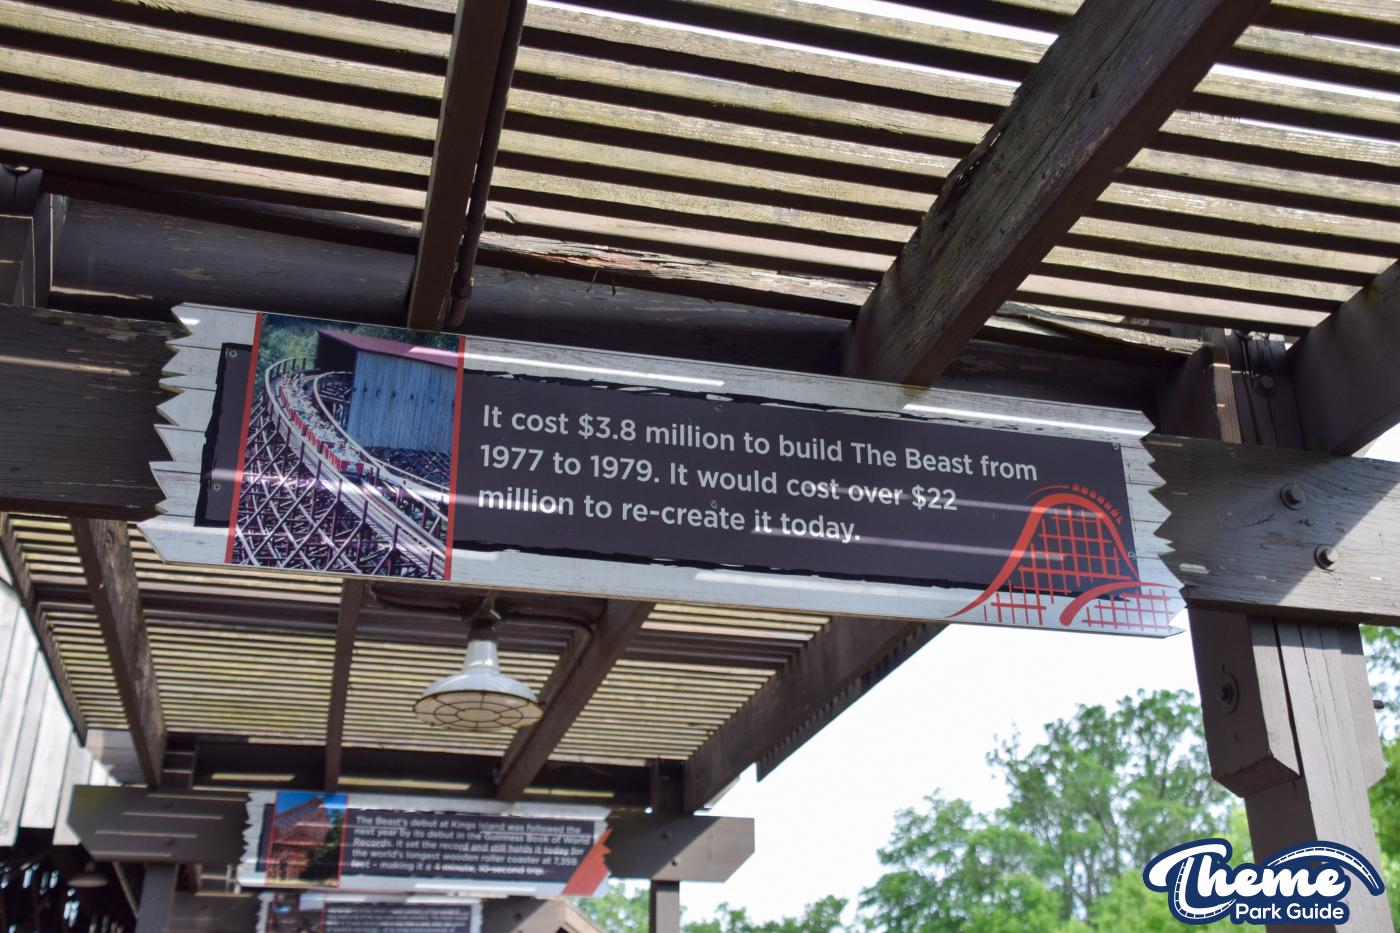 It cost $3.8 million to build The Beast from
1977 to 1979. It would cost over $22
million to re-create it today.
The Beast's debut at Kings Island was followed the
next year by its debut in the Guinness Book of World
Records. It set the record and still holds it today for
the world's longest wooden roller coaster at 7,359
feet – making it a 4 minute, 10-second trip.
Theme
Park Guide